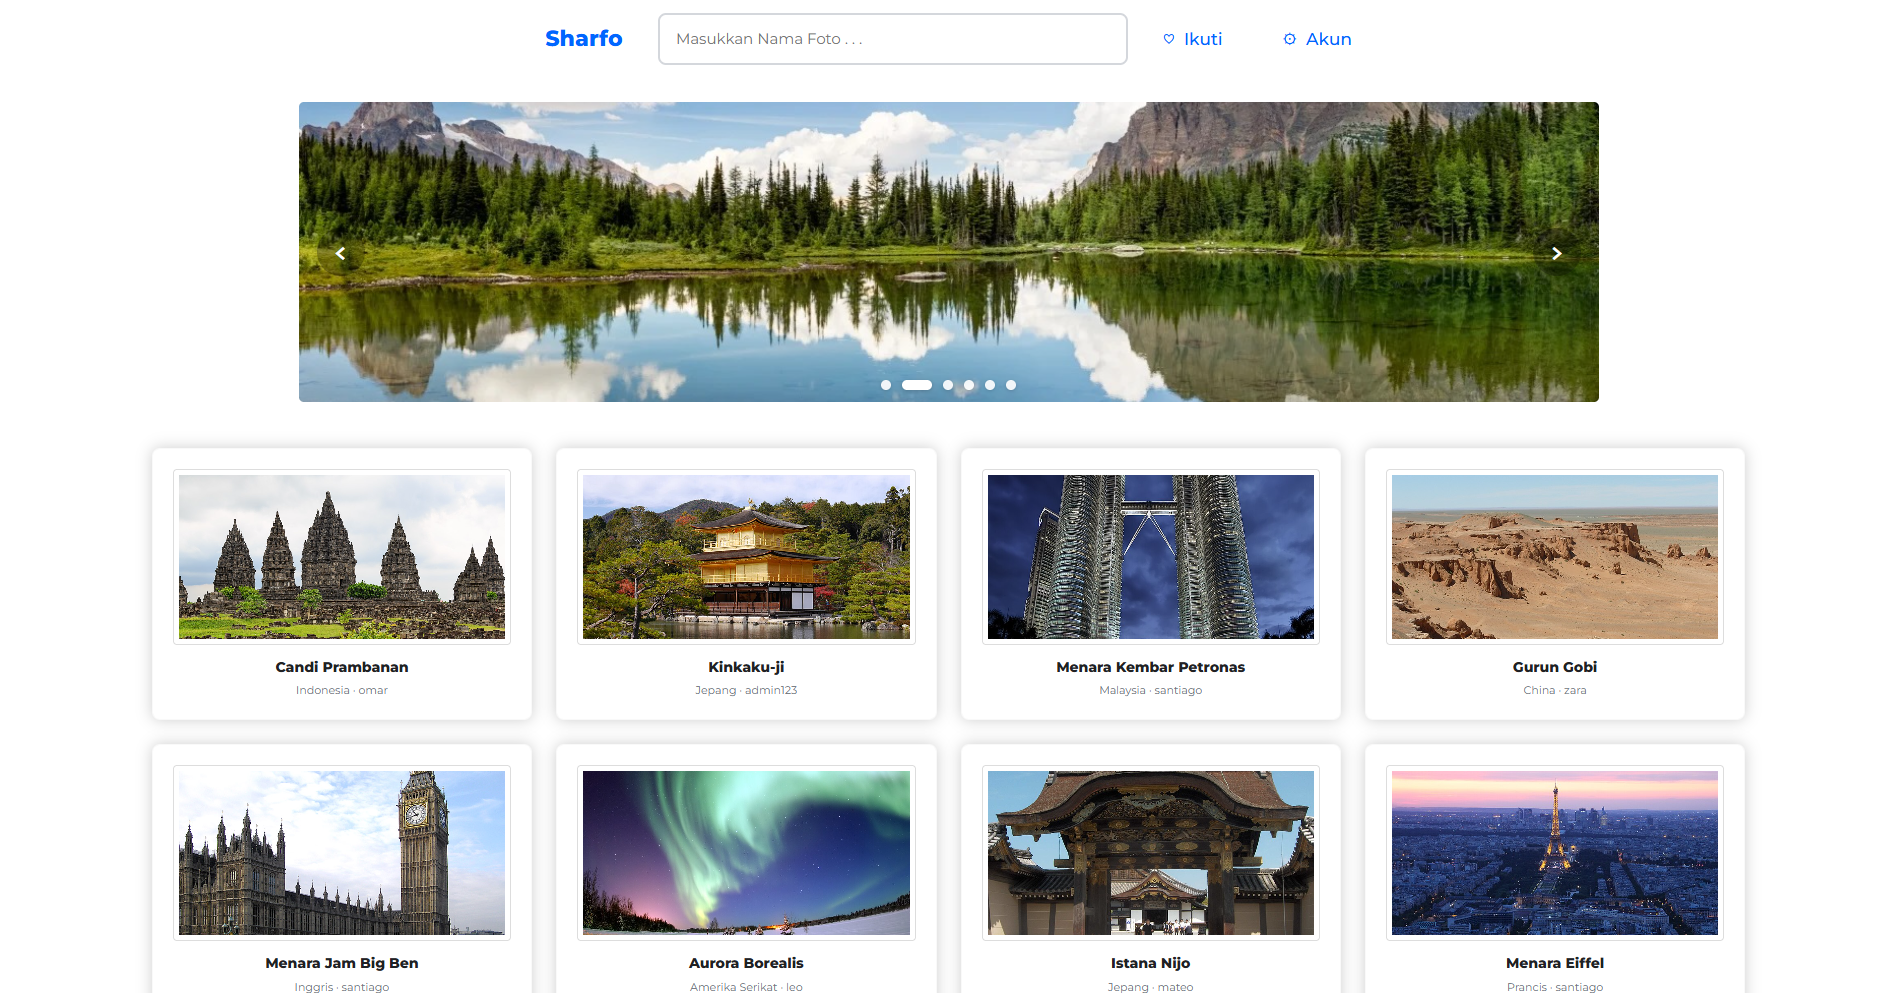 Sharfo
Masukkan Nama Foto . . .
Ikuti
Akun
Candi Prambanan
Indonesia · omar
Kinkaku-ji
Jepang · admin123
Menara Kembar Petronas
Malaysia · santiago
Gurun Gobi
China · zara
Menara Jam Big Ben
Inggris · santiago
Aurora Borealis
Amerika Serikat · leo
Istana Nijo
Jepang · mateo
Menara Eiffel
Prancis · santiago